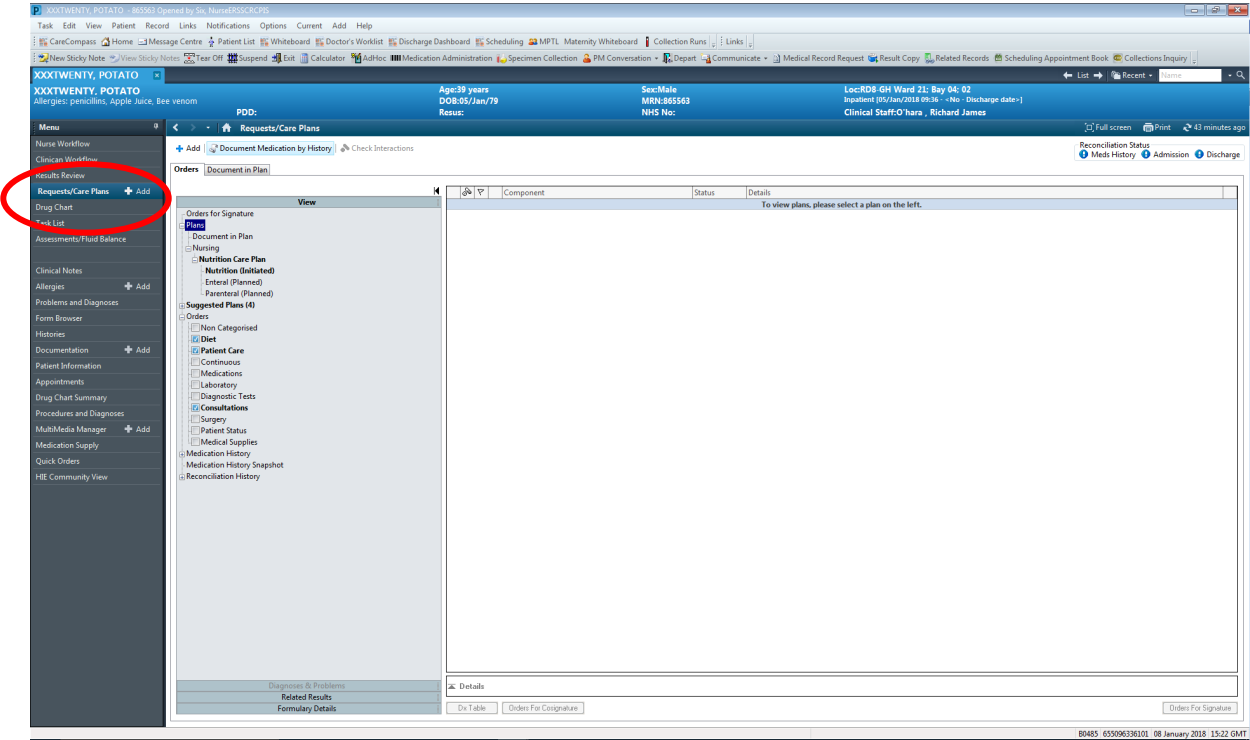 P XXXTWENTY, POTATO - 865563 Opened by Six, NurseERSSCRCPIS
Task Edit View Patient Record Links Notifications Options Current Add Help
CareCompass Home Message Centre Patient List Whiteboard Doctor's Worklist Discharge Dashboard Scheduling MPTL Maternity Whiteboard Collection Runs Links
New Sticky Note View Sticky Notes Tear Off Suspend Exit Calculator AdHoc Medication Administration Specimen Collection PM Conversation Depart Communicate Medical Record Request Result Copy Related Records Scheduling Appointment Book Collections Inquiry
XXXTWENTY, POTATO List Recent Name
XXXTWENTY, POTATO Age:39 years Sex:Male Loc:RD8-GH Ward 21; Bay 04; 02
Allergies: penicillins, Apple Juice, Bee venom DOB:05/Jan/79 MRN:865563 Inpatient [05/Jan/2018 09:36 - <No - Discharge date>]
PDD: Resus: NHS No: Clinical Staff:O'hara , Richard James
Menu Requests/Care Plans Full screen Print 43 minutes ago
Nurse Workflow
Clinican Workflow
Results Review
Requests/Care Plans + Add
Drug Chart
Task List
Assessments/Fluid Balance
Clinical Notes
Allergies + Add
Problems and Diagnoses
Form Browser
Histories
Documentation + Add
Patient Information
Appointments
Drug Chart Summary
Procedures and Diagnoses
MultiMedia Manager + Add
Medication Supply
Quick Orders
HIE Community View
+ Add Document Medication by History Check Interactions
Reconciliation Status
Meds History Admission Discharge
Orders Document in Plan
View
Orders for Signature
Plans
Document in Plan
Nursing
Nutrition Care Plan
Nutrition (Initiated)
Enteral (Planned)
Parenteral (Planned)
Suggested Plans (4)
Orders
Non Categorised
Diet
Patient Care
Continuous
Medications
Laboratory
Diagnostic Tests
Consultations
Surgery
Patient Status
Medical Supplies
Medication History
Medication History Snapshot
Reconciliation History
Diagnoses & Problems
Related Results
Formulary Details
Component Status Details
To view plans, please select a plan on the left.
Details
Dx Table Orders For Cosignature Orders For Signature
B0485 655096336101 08 January 2018 15:22 GMT